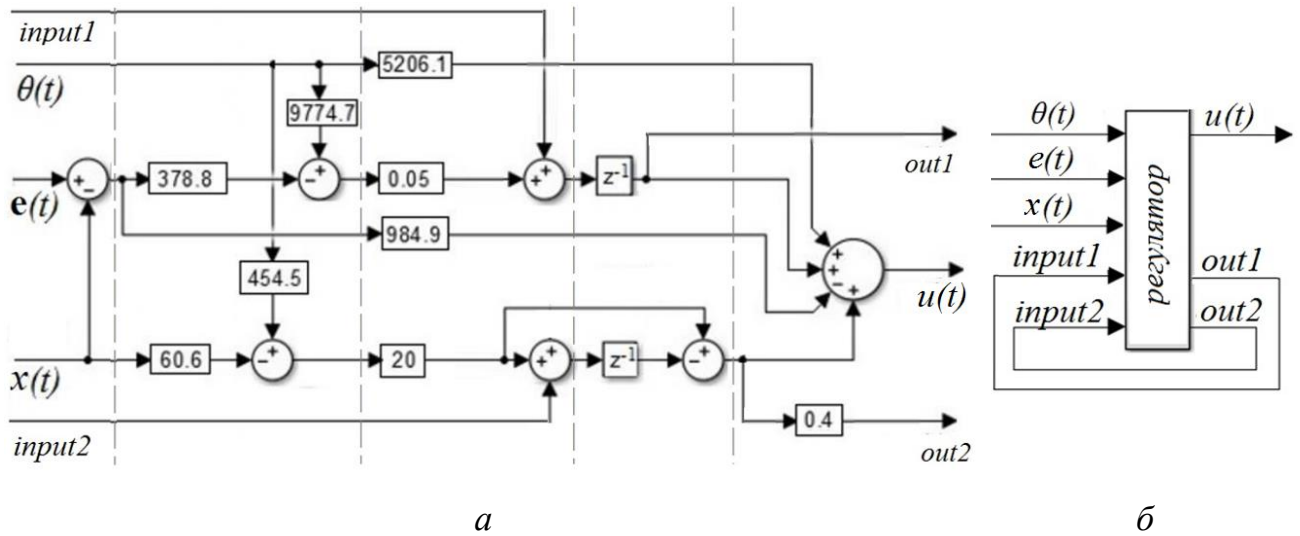 input1
θ(t)
5206.1
9774.7
e(t)
378.8
0.05
z-1
out1
984.9
454.5
u(t)
x(t)
60.6
20
z-1
0.4
input2
out2
+
−
−
+
+
+
+
+
−
+
−
+
+
+
−
+
θ(t)
e(t)
x(t)
input1
input2
регулятор
u(t)
out1
out2
а
б